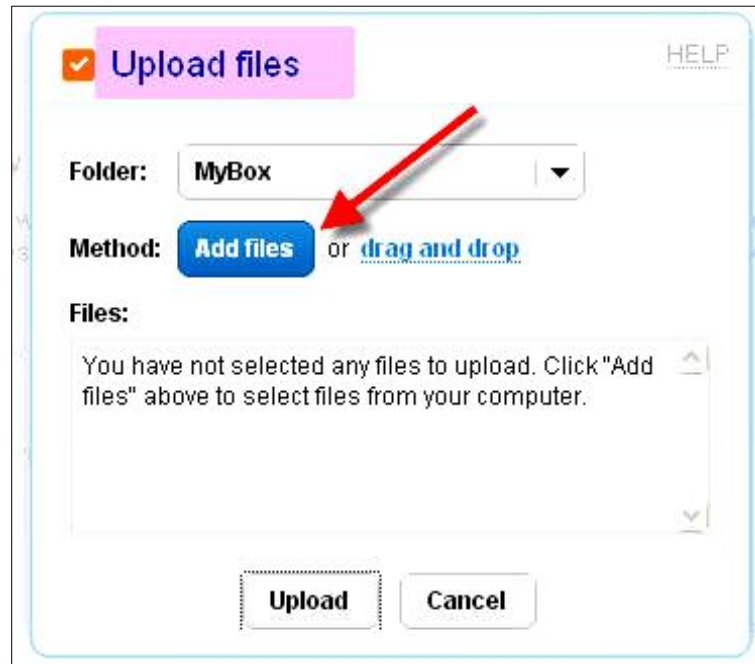 Upload files
HELP
Folder: MyBox
Method: Add files or drag and drop
Files:
You have not selected any files to upload. Click "Add
files" above to select files from your computer.
Upload Cancel